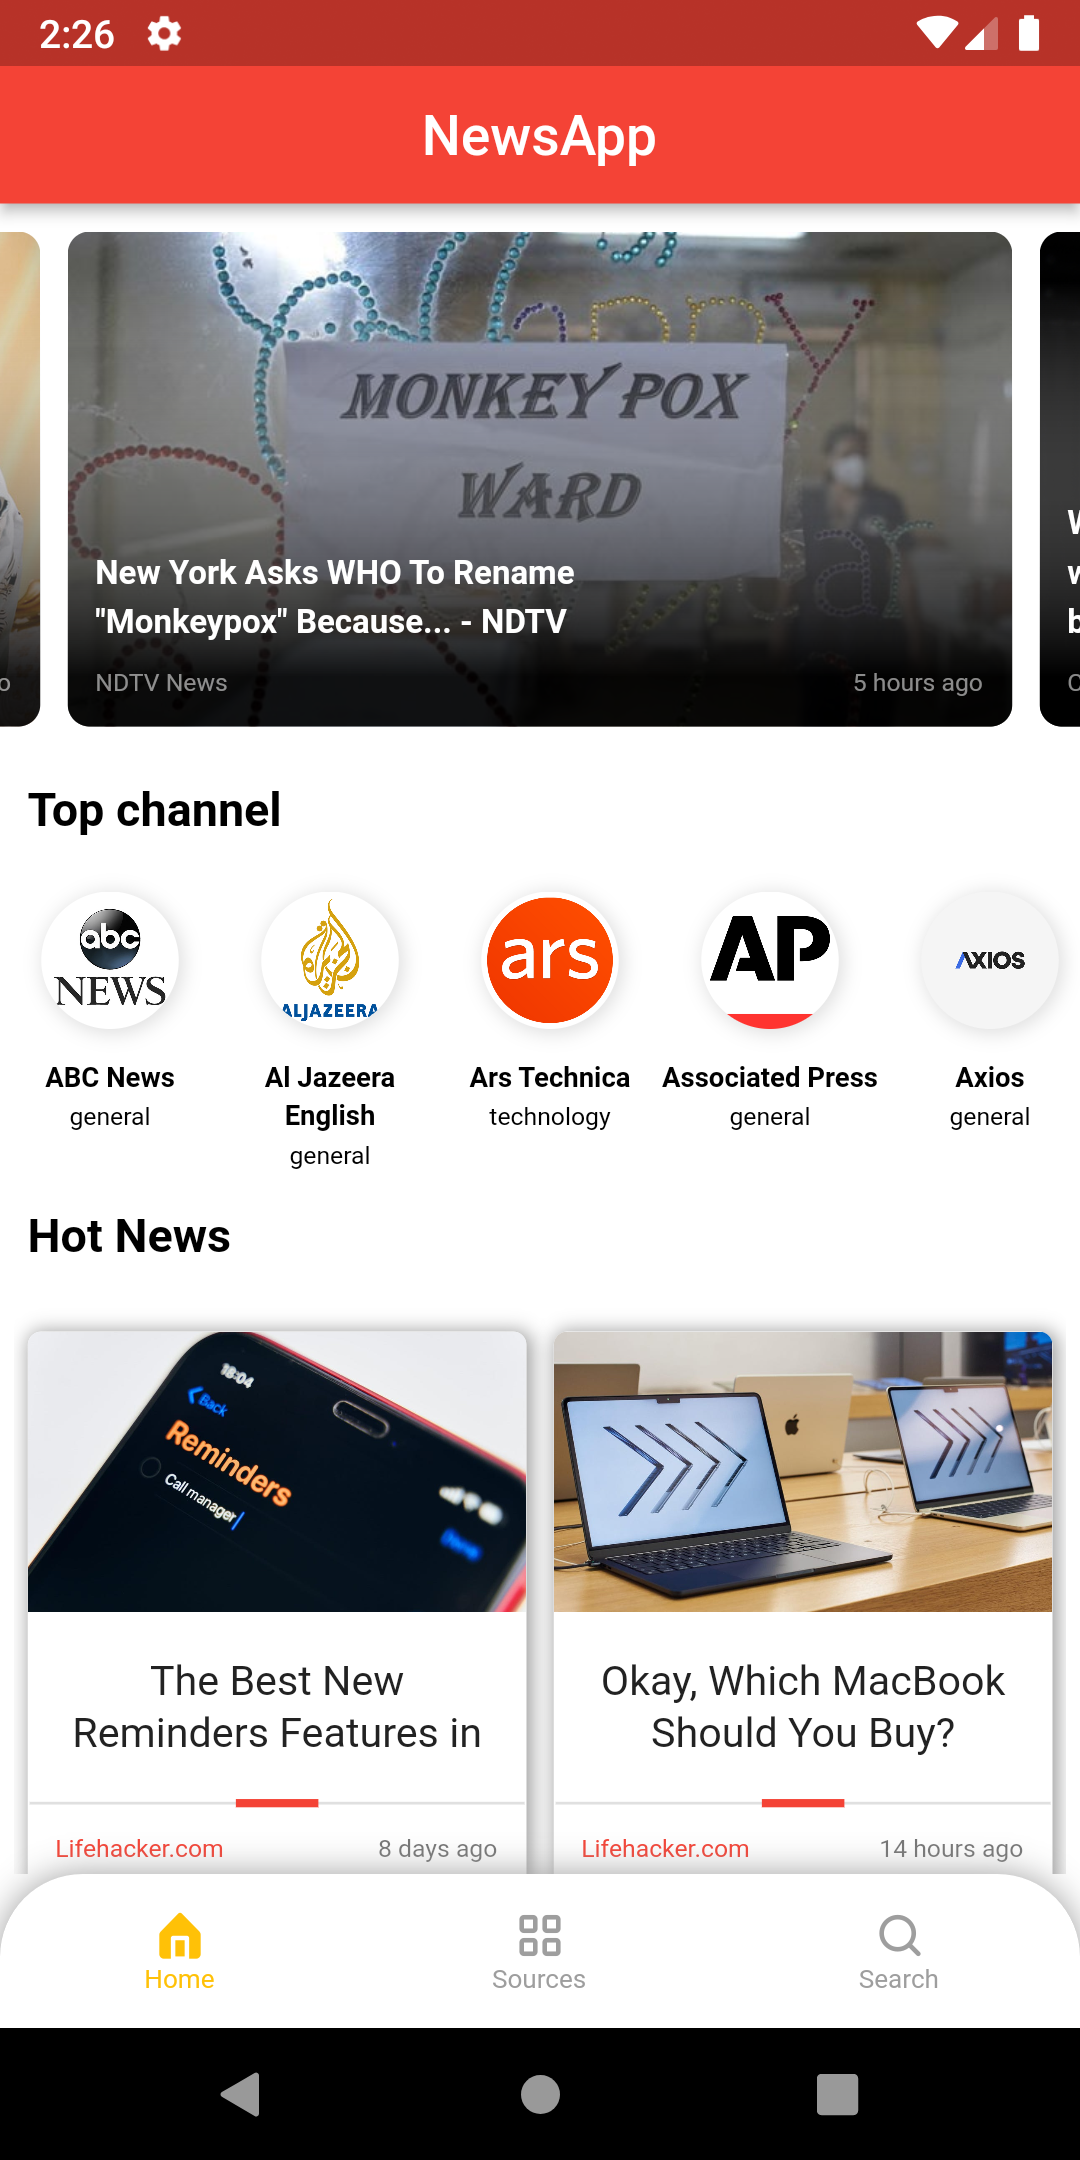 2:26
NewsApp
Happy
MONKEY POX
WARD
New York Asks WHO To Rename
"Monkeypox" Because... - NDTV
NDTV News
5 hours ago
o
W
w
b
C
Top channel
abc
NEWS
ALJAZEERA
ars
AP
AXIOS
ABC News
general
Al Jazeera
English
general
Ars Technica
technology
Associated Press
general
Axios
general
Hot News
18:04
Back
Reminders
Call manager
Done
The Best New
Reminders Features in
Lifehacker.com
8 days ago
Okay, Which MacBook
Should You Buy?
Lifehacker.com
14 hours ago
Home
Sources
Search